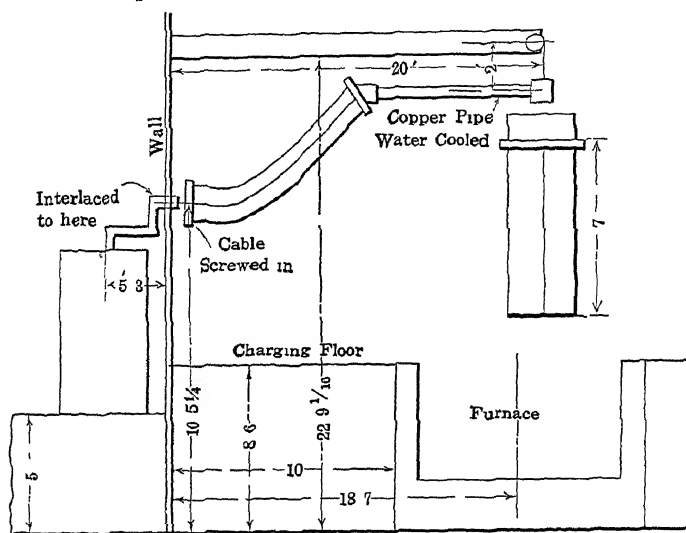 20'
2
Copper Pipe
Water Cooled
Wall
Interlaced
to here
Cable
Screwed in
5' 3
7
Charging Floor
10 5¼
8 6
22 9 1/16
Furnace
5
10
18 7